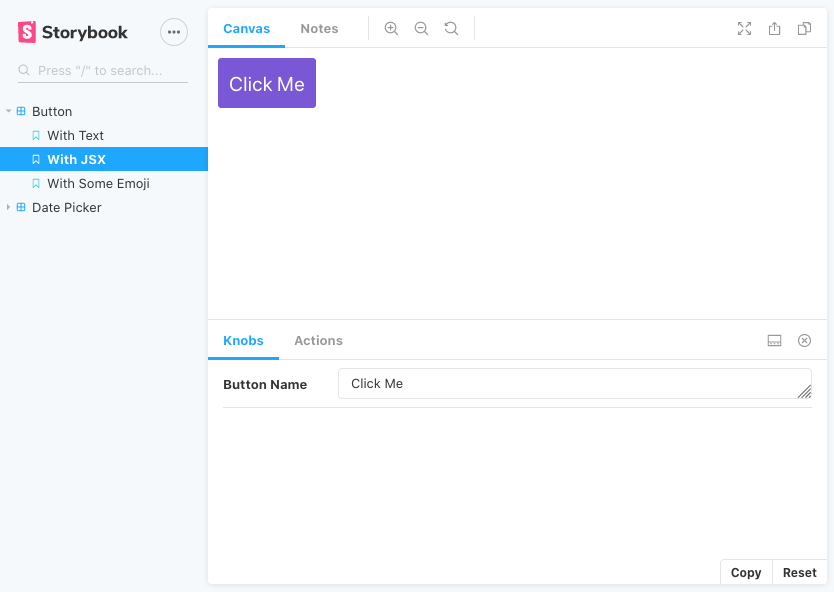 Storybook
Press "/" to search...
Button
With Text
With JSX
With Some Emoji
Date Picker
Canvas Notes
Click Me
Knobs Actions
Button Name Click Me
Copy Reset